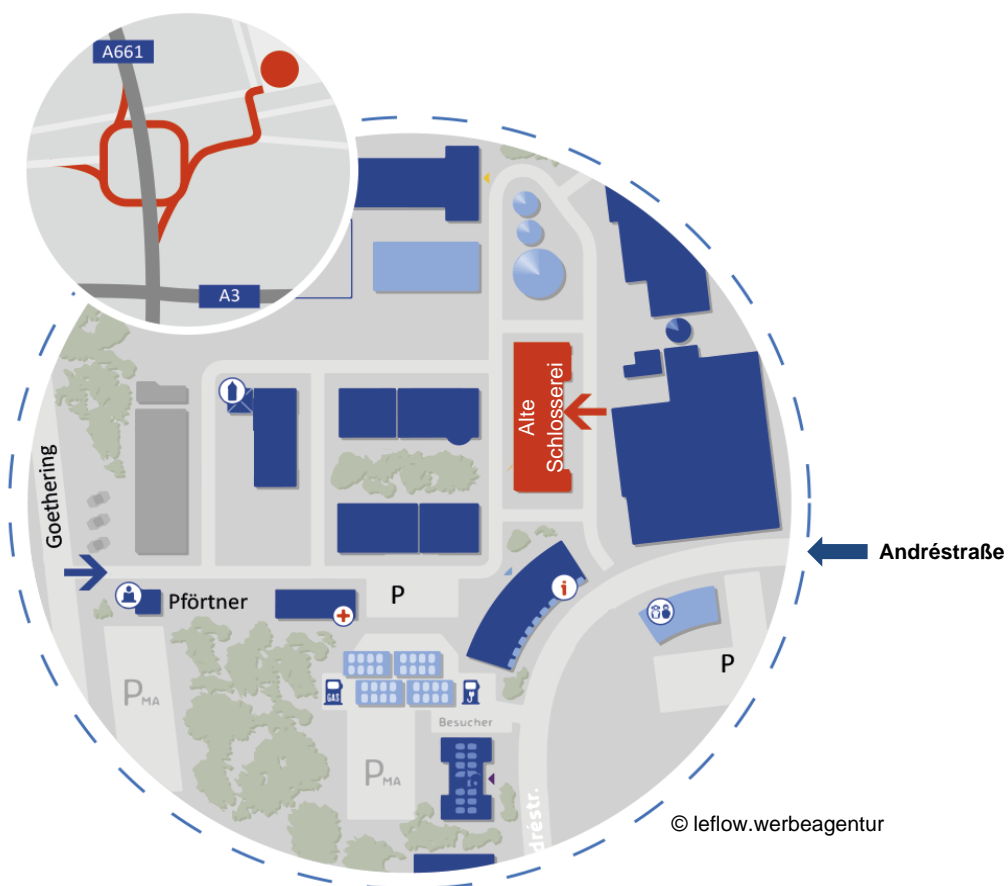 A661
A3
Alte
Schlosserei
Goethering
Andréstraße
Pförtner
P
P
PMA
GAS
Besucher
PMA
dréstr.
i
© leflow.werbeagentur